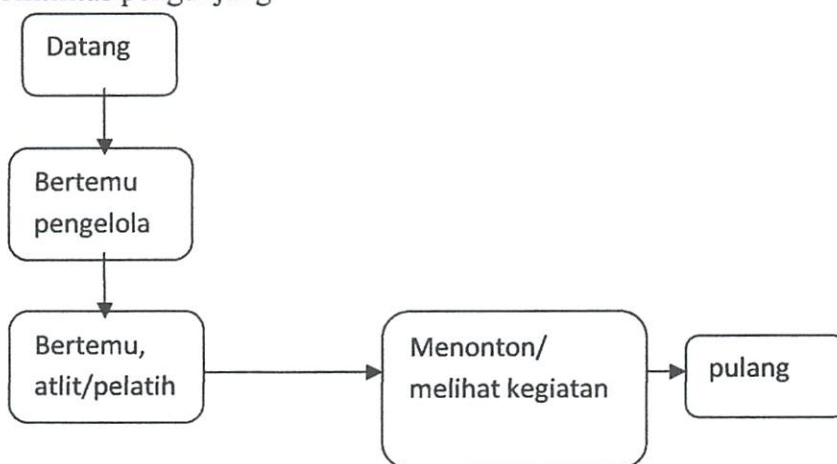 Datang
Bertemu
pengelola
Bertemu,
atlit/pelatih
Menonton/
melihat kegiatan
pulang